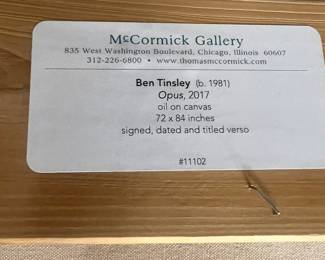 McCormick Gallery
835 West Washington Boulevard, Chicago, Illinois 60607
312-226-6800 • www.thomasmccormick.com
Ben Tinsley (b. 1981)
Opus, 2017
oil on canvas
72 x 84 inches
signed, dated and titled verso
#11102